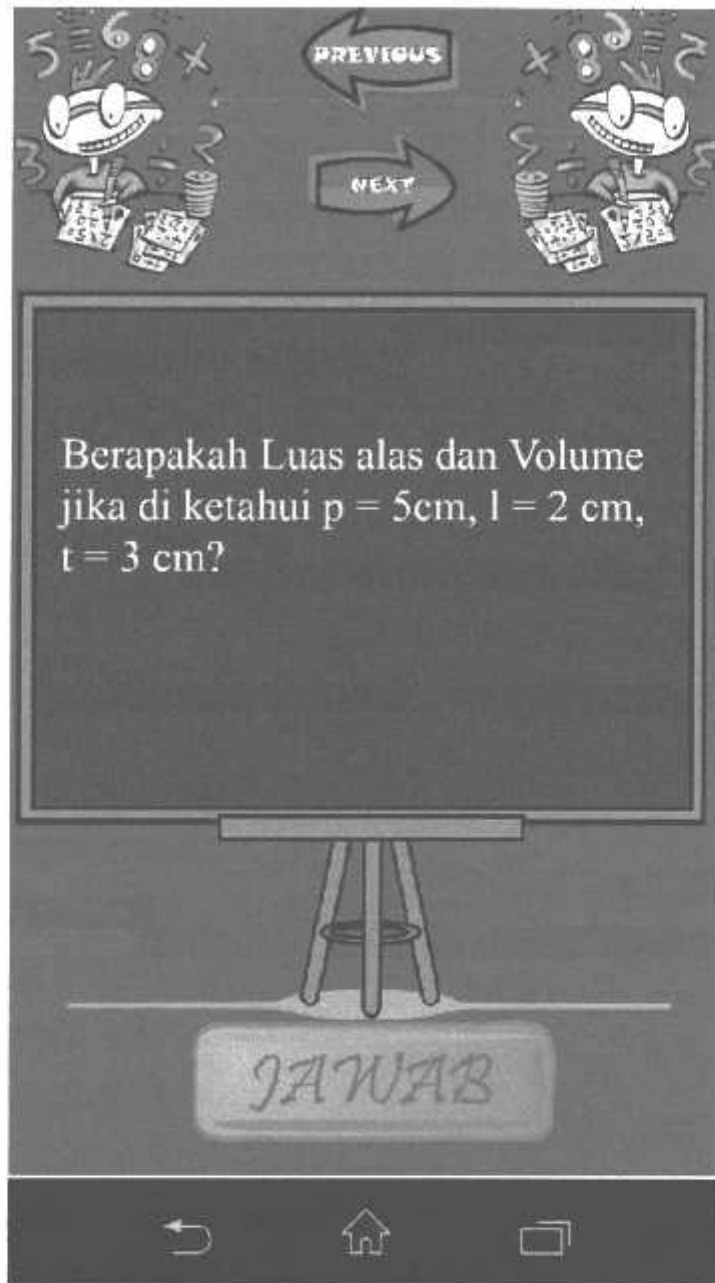 PREVIOUS
NEXT
Berapakah Luas alas dan Volume
jika di ketahui p = 5cm, l = 2 cm,
t = 3 cm?
JAWAB